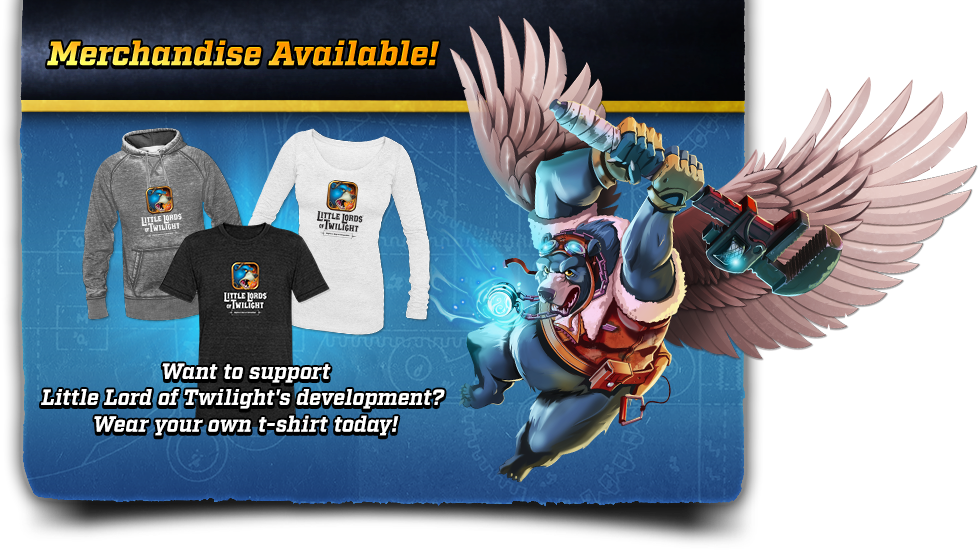 Merchandise Available!
LITTLE LORDS
OF TWILIGHT
LITTLE LORDS
OF TWILIGHT
LITTLE LORDS
OF TWILIGHT
Want to support
Little Lord of Twilight's development?
Wear your own t-shirt today!